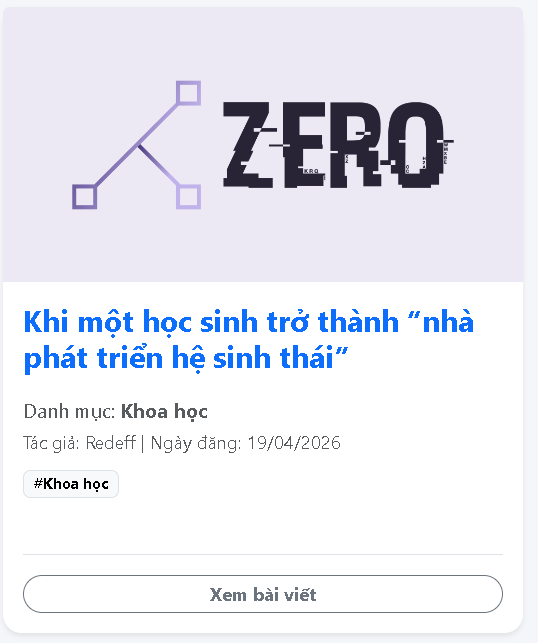 ZERO
Khi một học sinh trở thành “nhà
phát triển hệ sinh thái”
Danh mục: Khoa học
Tác giả: Redeff | Ngày đăng: 19/04/2026
#Khoa học
Xem bài viết